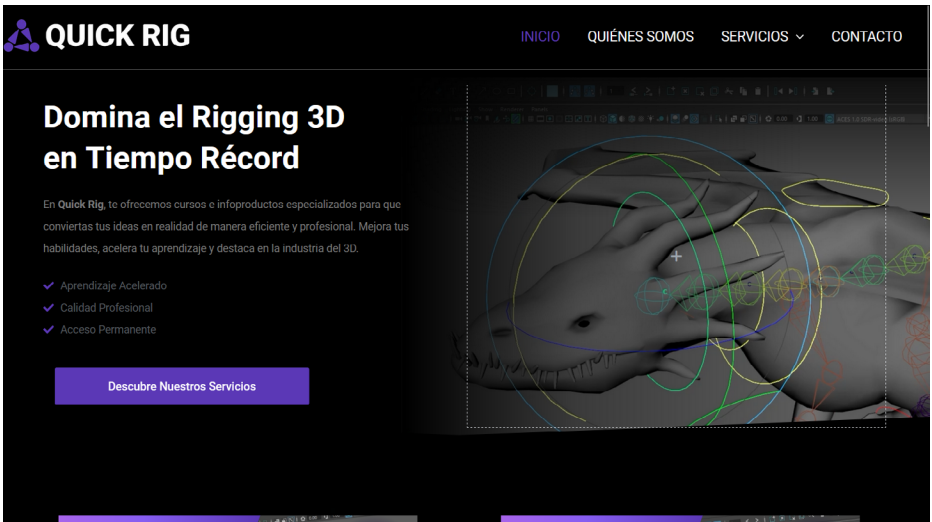 QUICK RIG
INICIO QUIÉNES SOMOS SERVICIOS CONTACTO
Domina el Rigging 3D
en Tiempo Récord
En Quick Rig, te ofrecemos cursos e infoproductos especializados para que
conviertas tus ideas en realidad de manera eficiente y profesional. Mejora tus
habilidades, acelera tu aprendizaje y destaca en la industria del 3D.
Aprendizaje Acelerado
Calidad Profesional
Acceso Permanente
Descubre Nuestros Servicios